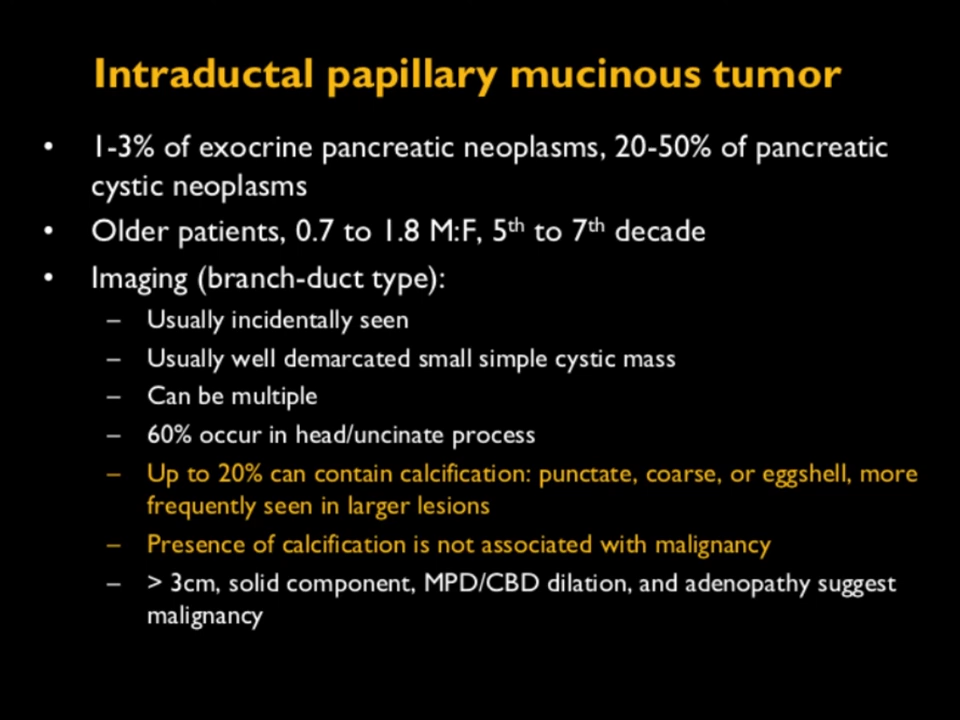 Intraductal papillary mucinous tumor
• 1-3% of exocrine pancreatic neoplasms, 20-50% of pancreatic
cystic neoplasms
• Older patients, 0.7 to 1.8 M:F, 5th to 7th decade
• Imaging (branch-duct type):
– Usually incidentally seen
– Usually well demarcated small simple cystic mass
– Can be multiple
– 60% occur in head/uncinate process
– Up to 20% can contain calcification: punctate, coarse, or eggshell, more
frequently seen in larger lesions
– Presence of calcification is not associated with malignancy
– > 3cm, solid component, MPD/CBD dilation, and adenopathy suggest
malignancy